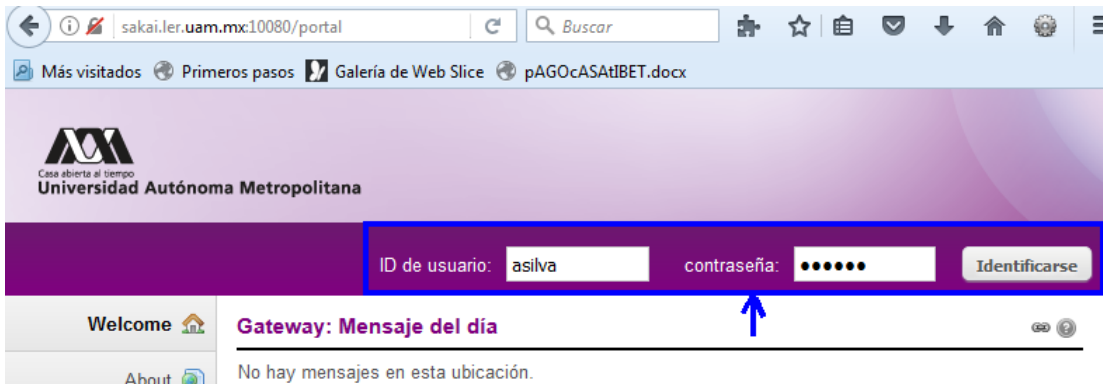 sakai.ler.uam.mx:10080/portal Buscar
Más visitados Primeros pasos Galería de Web Slice pAGOcASAtIBET.docx
Casa abierta al tiempo
Universidad Autónoma Metropolitana
ID de usuario: asilva contraseña: ●●●●●● Identificarse
Welcome Gateway: Mensaje del día
About No hay mensajes en esta ubicación.